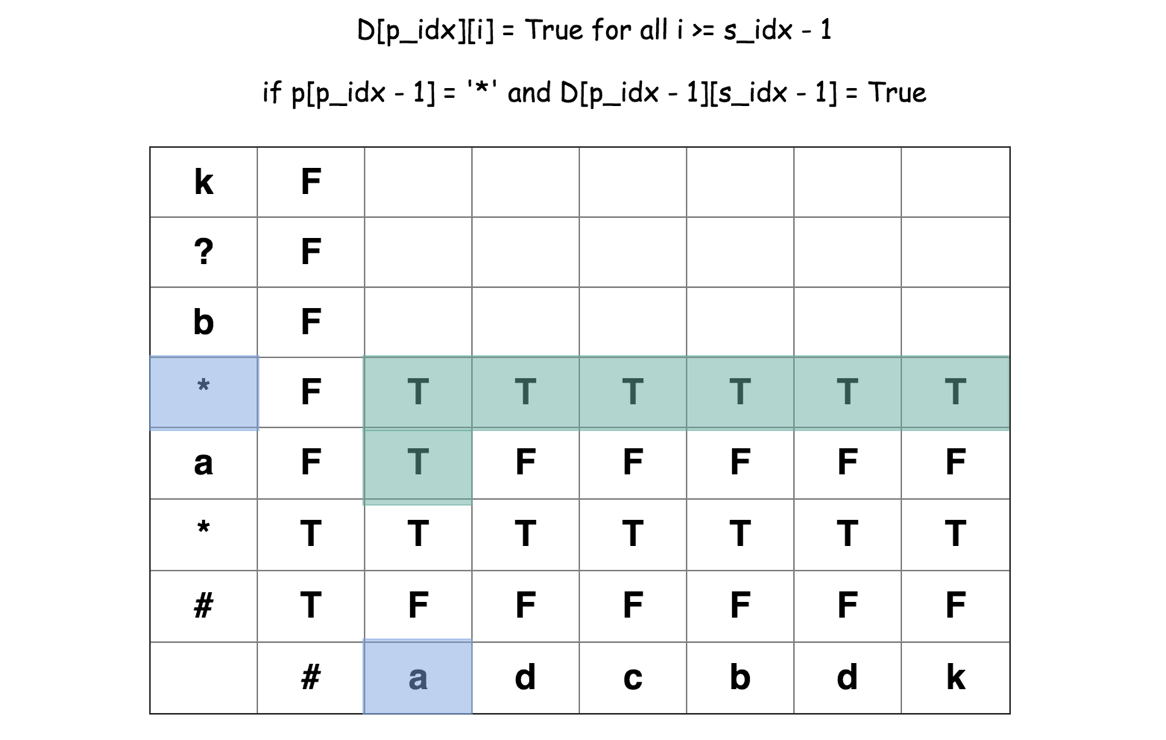 D[p_idx][i] = True for all i >= s_idx - 1
if p[p_idx - 1] = '*' and D[p_idx - 1][s_idx - 1] = True
k F
? F
b F
* F T T T T T T
a F T F F F F F
* T T T T T T T
# T F F F F F F
# a d c b d k